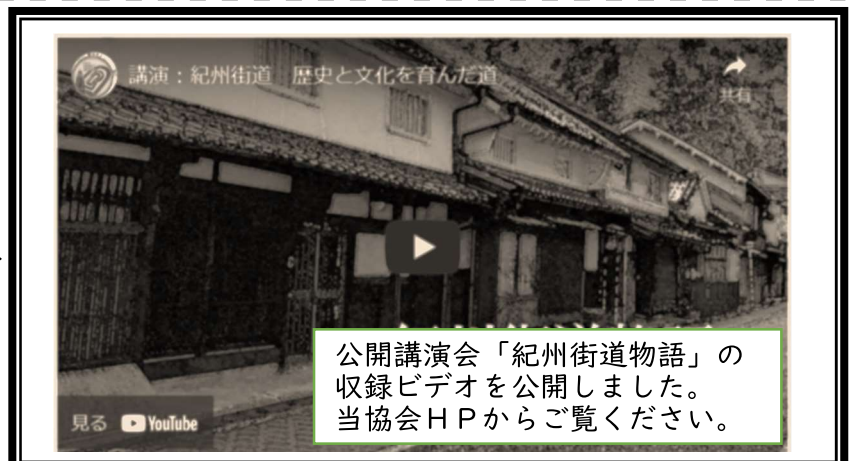 講演：紀州街道　歴史と文化を育んだ道
共有
公開講演会「紀州街道物語」の
収録ビデオを公開しました。
当協会ＨＰからご覧ください。
見る YouTube